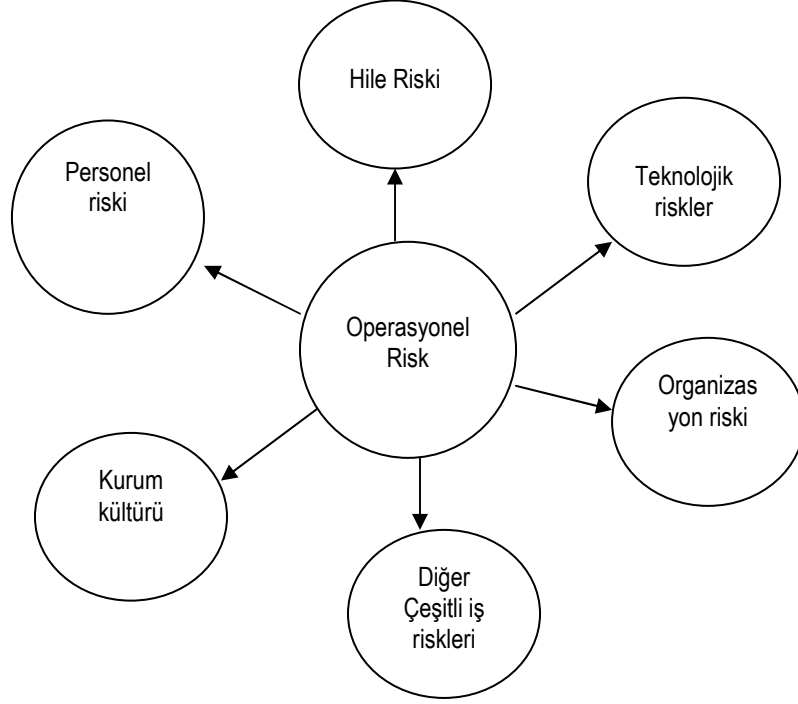 Hile Riski
Personel
riski
Teknolojik
riskler
Operasyonel
Risk
Organizas
yon riski
Kurum
kültürü
Diğer
Çeşitli iş
riskleri